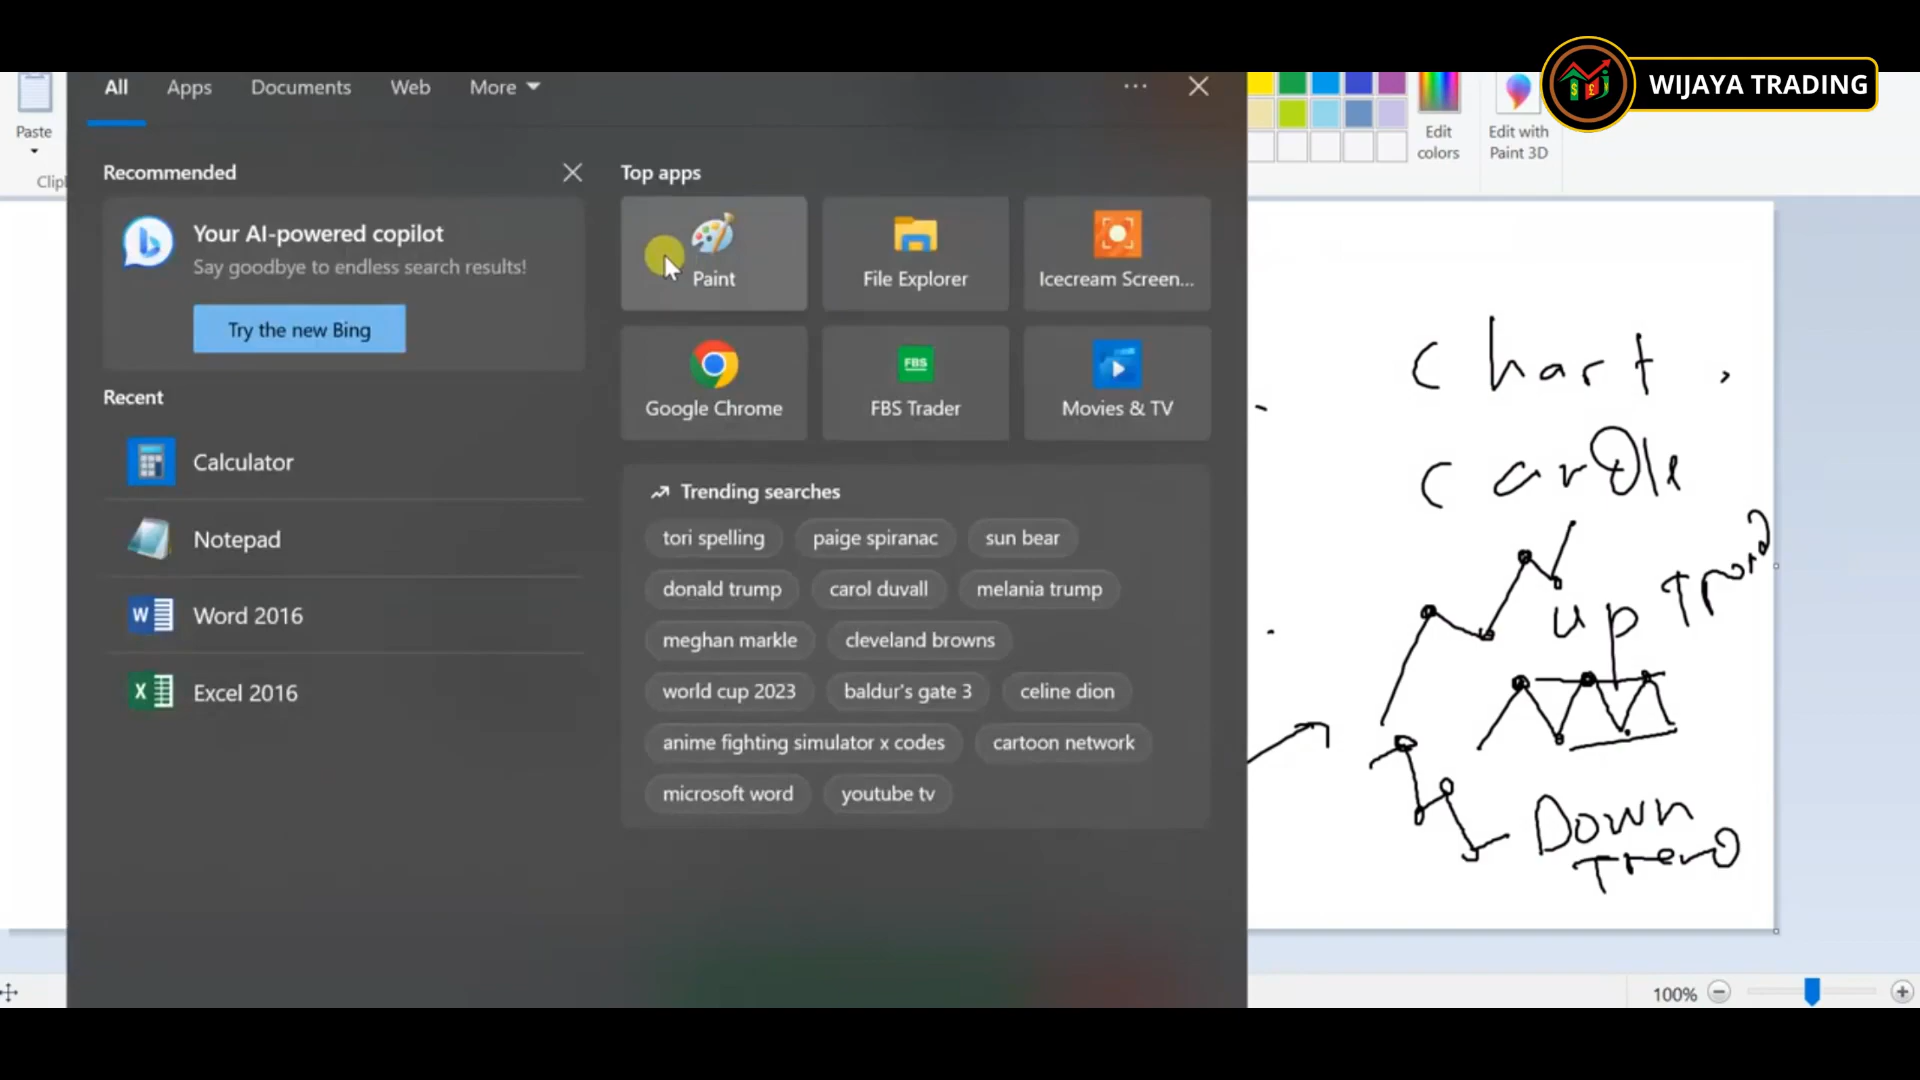 WIJAYA TRADING
All Apps Documents Web More
Paste
Edit colors
Edit with Paint 3D
Recommended
Your AI-powered copilot
Say goodbye to endless search results!
Try the new Bing
Recent
Calculator
Notepad
Word 2016
Excel 2016
Top apps
Paint File Explorer Icecream Screen...
Google Chrome FBS Trader Movies & TV
Trending searches
tori spelling paige spiranac sun bear
donald trump carol duvall melania trump
meghan markle cleveland browns
world cup 2023 baldur's gate 3 celine dion
anime fighting simulator x codes cartoon network
microsoft word youtube tv
Chart
candle
up Trend
Down
Trend
100%